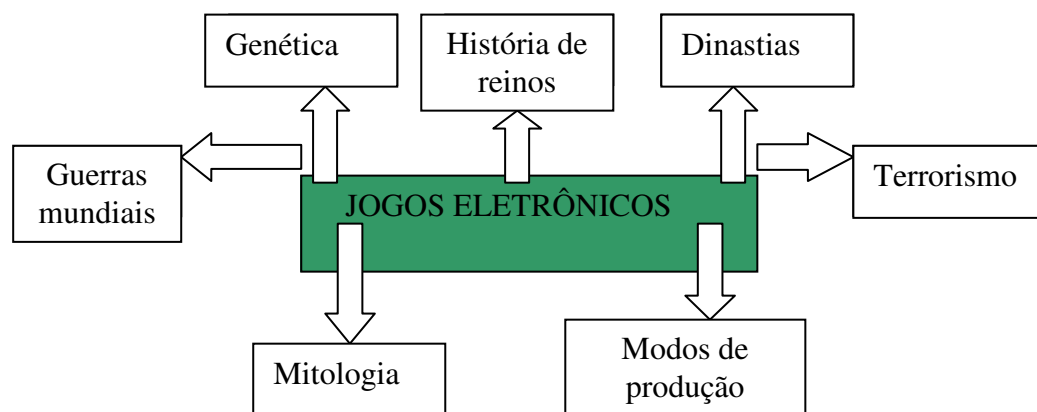 Genética
História de
reinos
Dinastias
Guerras
mundiais
Terrorismo
JOGOS ELETRÔNICOS
Mitologia
Modos de
produção